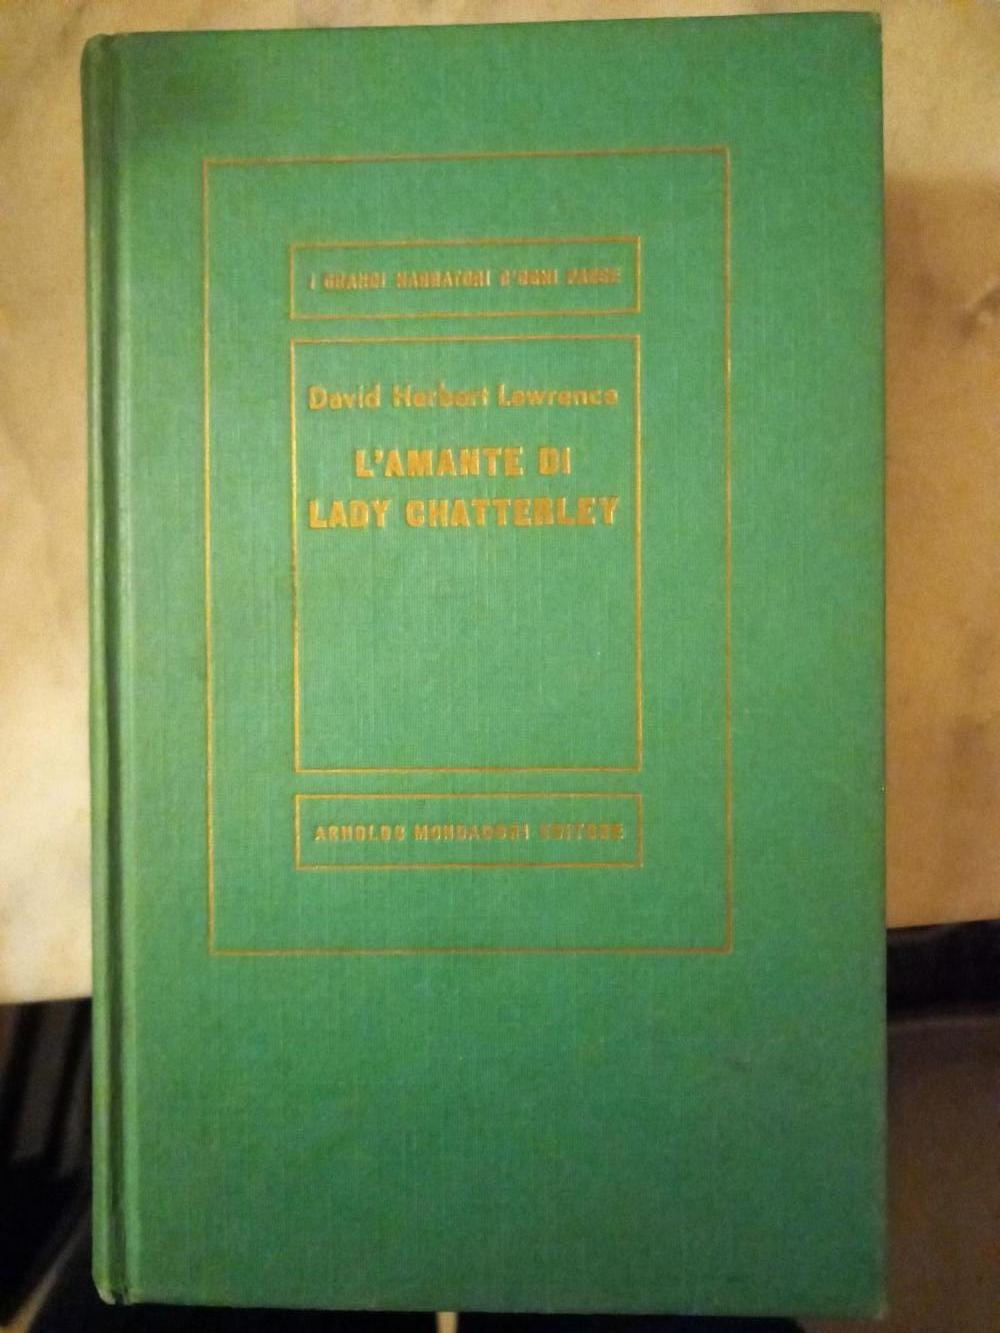 I GRANDI NARRATORI D'OGNI PAESE
David Herbert Lawrence
L'AMANTE DI
LADY CHATTERLEY
ARNOLDO MONDADORI EDITORE